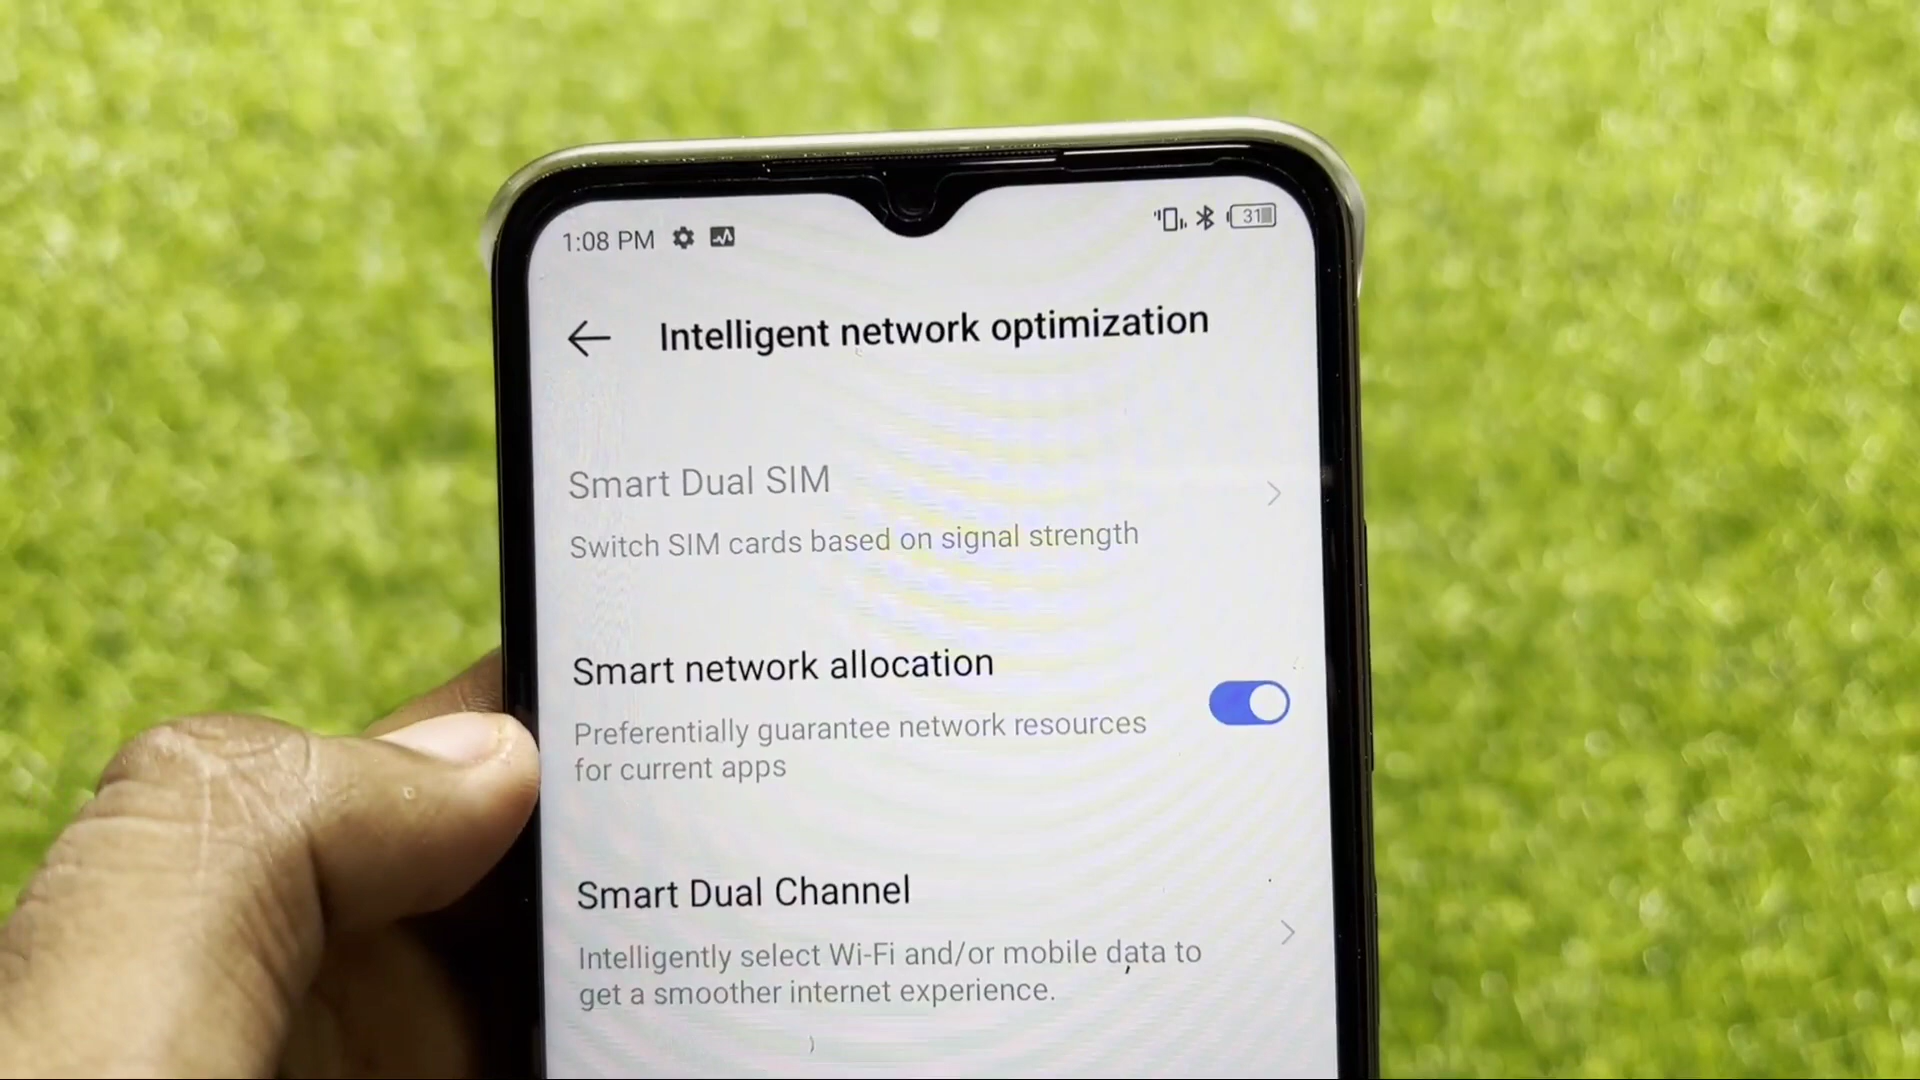 1:08 PM
31
Intelligent network optimization
Smart Dual SIM
Switch SIM cards based on signal strength
Smart network allocation
Preferentially guarantee network resources
for current apps
Smart Dual Channel
Intelligently select Wi-Fi and/or mobile data to
get a smoother internet experience.